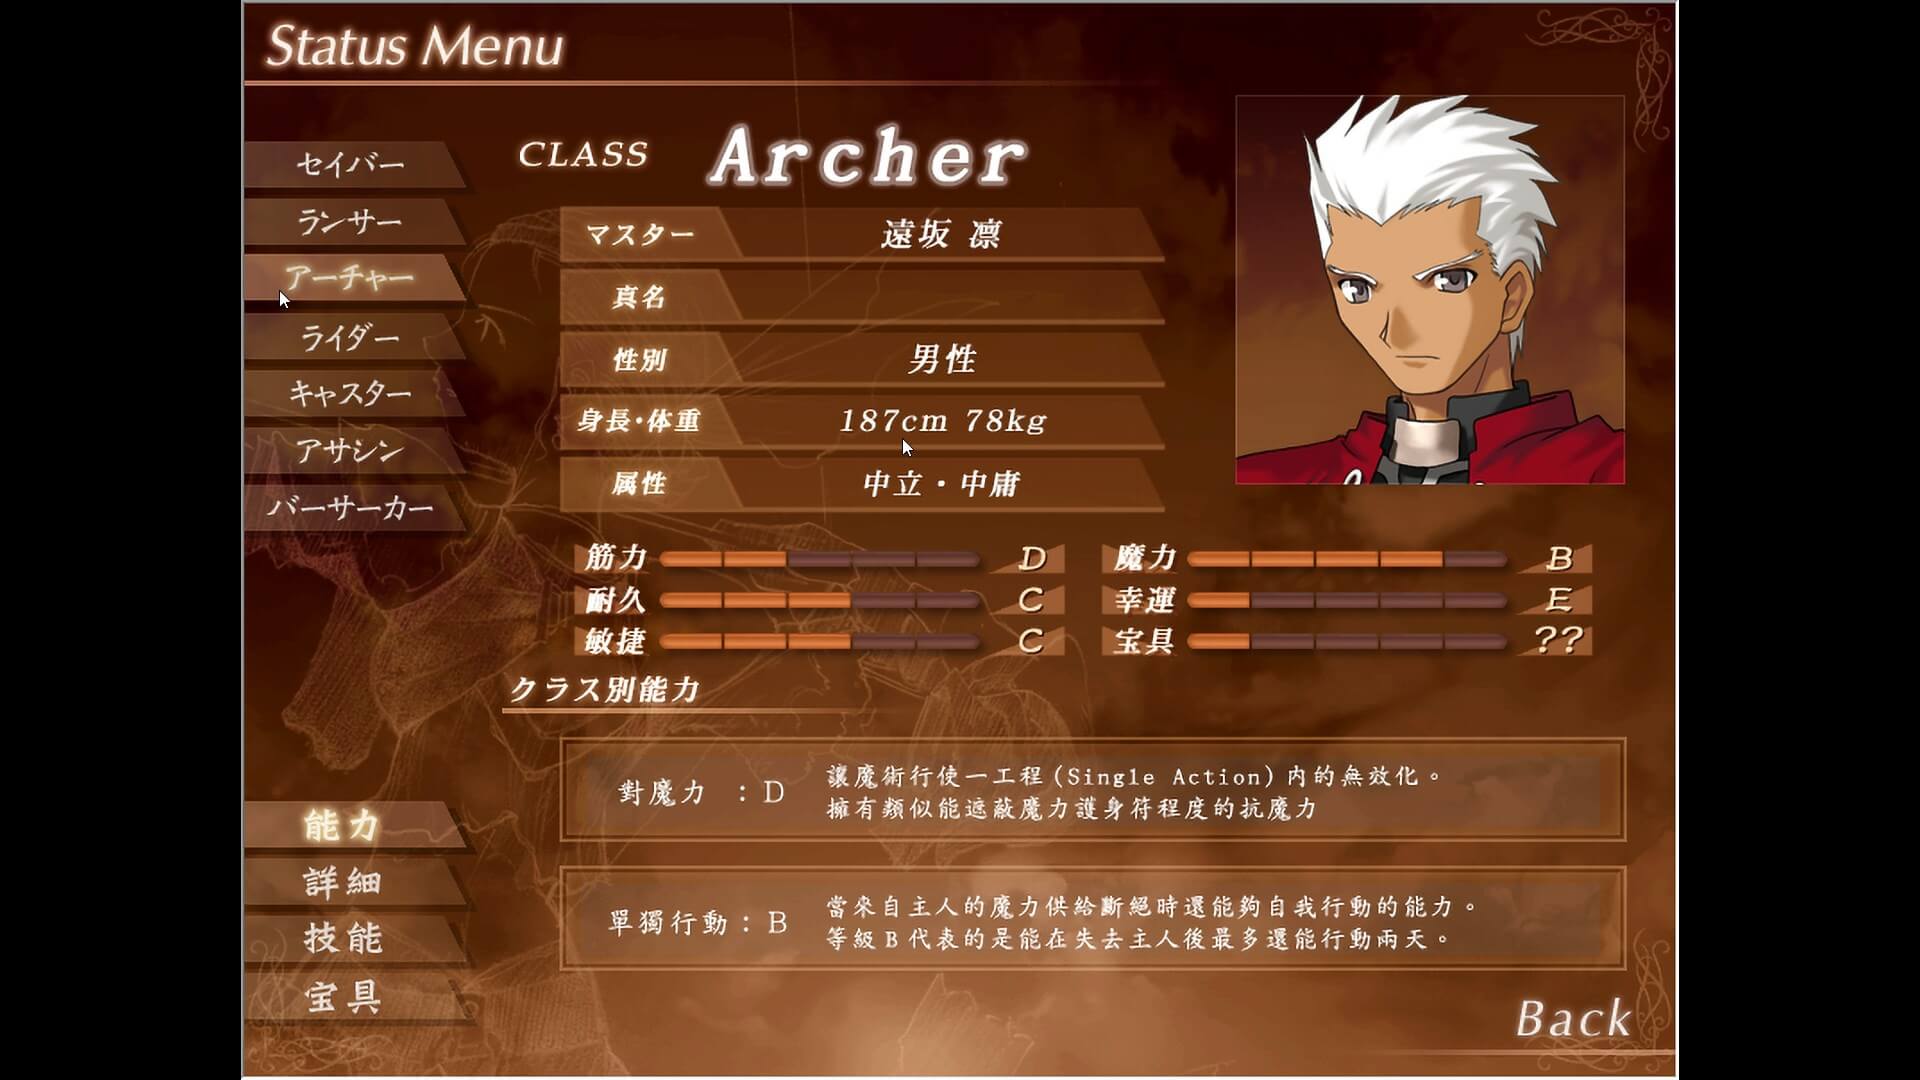 Status Menu
セイバー
ランサー
アーチャー
ライダー
キャスター
アサシン
バーサーカー
CLASS Archer
マスター 遠坂 凛
真名
性別 男性
身長・体重 187cm 78kg
属性 中立・中庸
筋力 D 魔力 B
耐久 C 幸運 E
敏捷 C 宝具 ??
クラス別能力
對魔力 : D
讓魔術行使一工程(Single Action)内的無效化。
擁有類似能遮蔽魔力護身符程度的抗魔力
單獨行動: B
當來自主人的魔力供給斷絕時還能夠自我行動的能力。
等級B代表的是能在失去主人後最多還能行動兩天。
能力
詳細
技能
宝具
Back